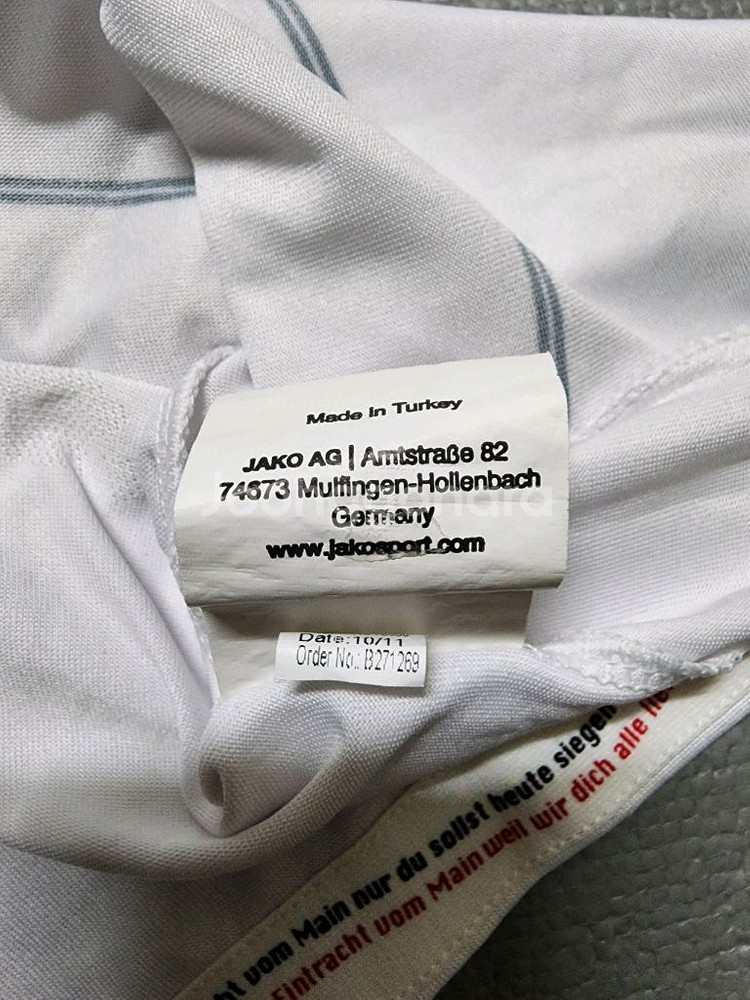 Made in Turkey
JAKO AG | Amtstraße 82
74673 Mulfingen-Hollenbach
Germany
www.jakosport.com
Date:10/11
Order No.: B271269
vom Main nur du sollst heute siegen
Eintracht vom Main weil wir dich alle